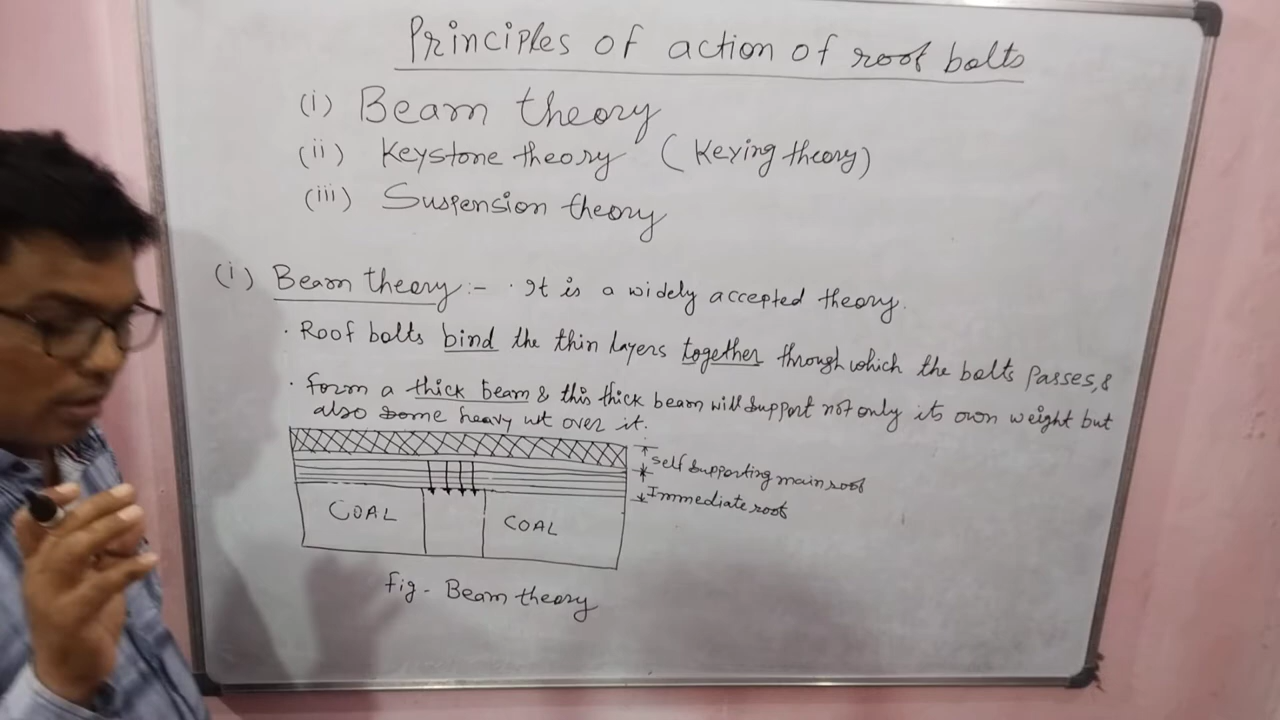 Principles of action of roof bolts
(i) Beam theory
(ii) Keystone theory (Keying theory)
(iii) Suspension theory
(i) Beam theory:- · It is a widely accepted theory.
· Roof bolts bind the thin layers together through which the bolts passes, &
· form a thick beam & this thick beam will support not only its own weight but
also some heavy wt over it.
self supporting main roof
Immediate roof
COAL
COAL
fig - Beam theory